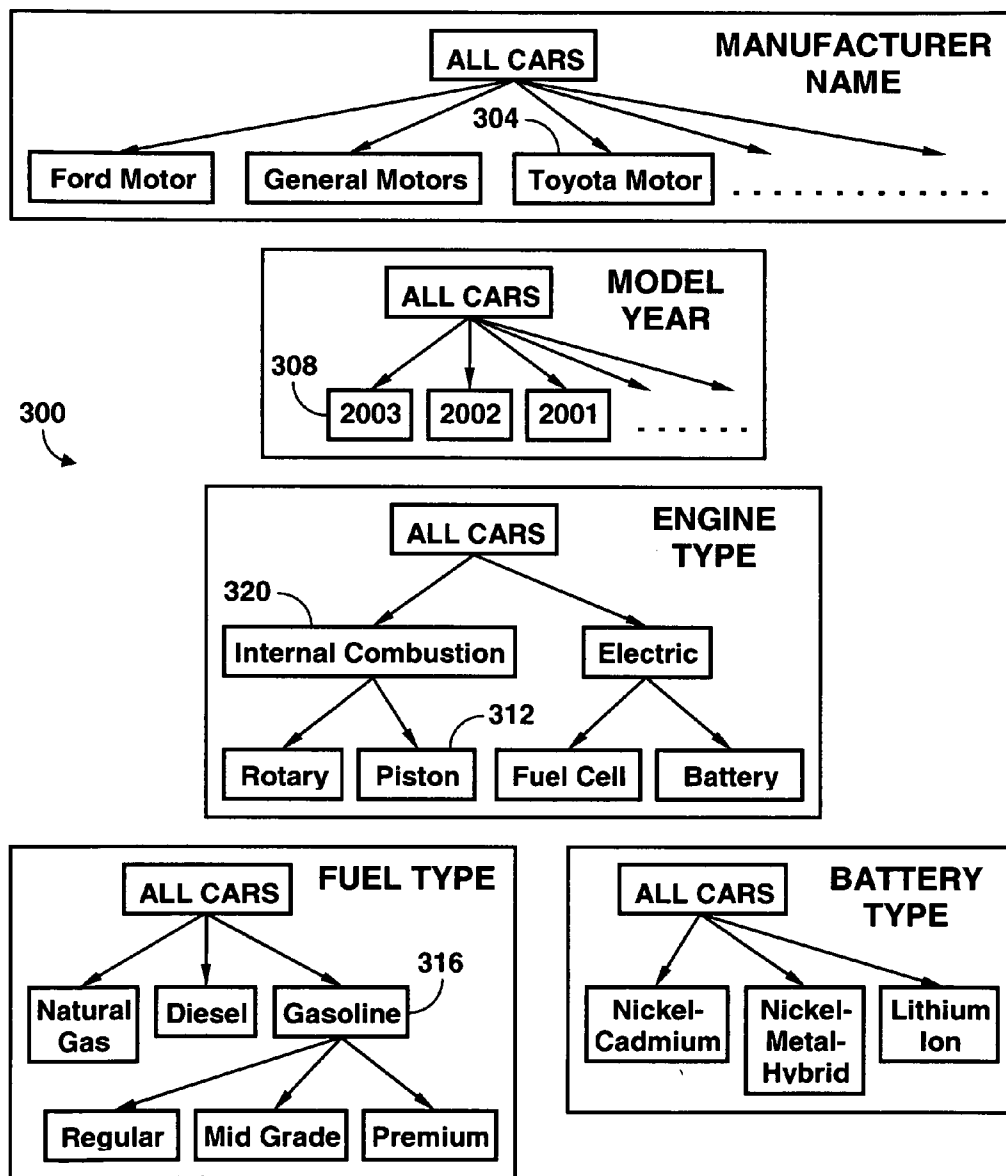 ALL CARS
MANUFACTURER
NAME
304
Ford Motor
General Motors
Toyota Motor
. . . . . . . . . . . . .
ALL CARS
MODEL
YEAR
308
2003
2002
2001
. . . . . .
300
ALL CARS
ENGINE
TYPE
320
Internal Combustion
Electric
312
Rotary
Piston
Fuel Cell
Battery
ALL CARS
FUEL TYPE
316
Natural
Gas
Diesel
Gasoline
Regular
Mid Grade
Premium
ALL CARS
BATTERY
TYPE
Nickel-
Cadmium
Nickel-
Metal-
Hybrid
Lithium
Ion